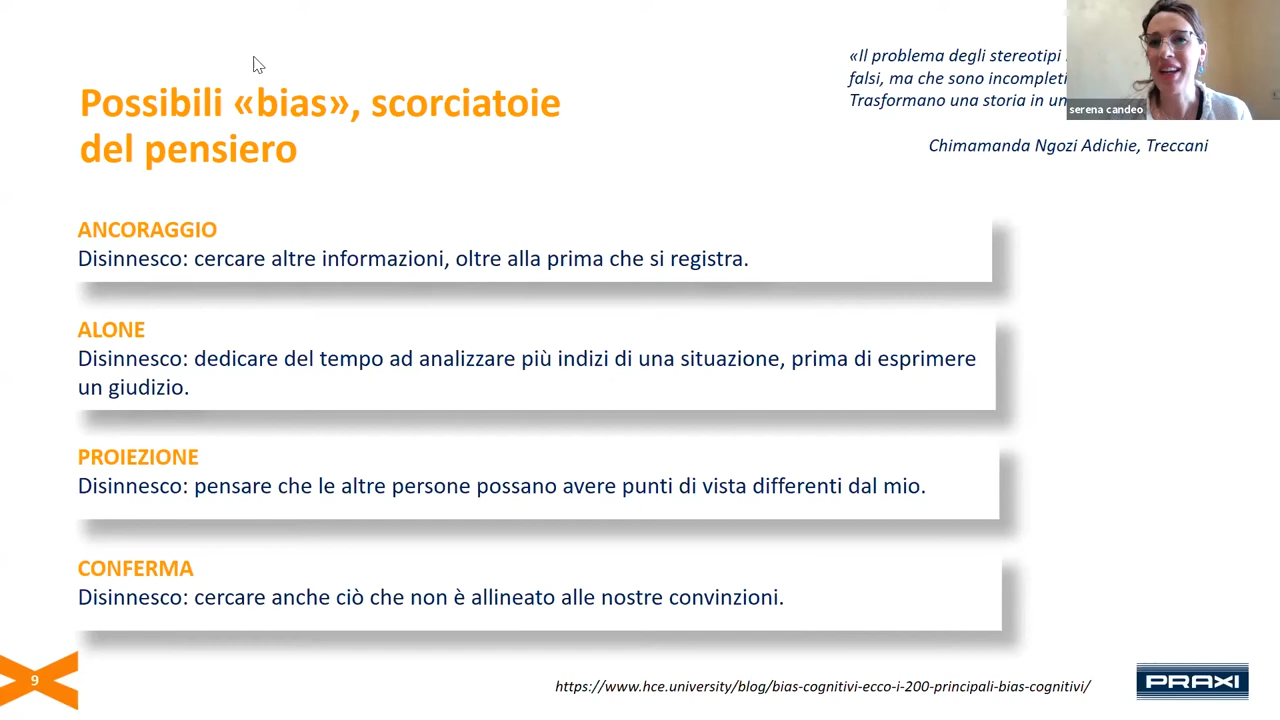 Possibili «bias», scorciatoie
del pensiero
«Il problema degli stereotipi
falsi, ma che sono incompleti
Trasformano una storia in
serena candeo
Chimamanda Ngozi Adichie, Treccani
ANCORAGGIO
Disinnesco: cercare altre informazioni, oltre alla prima che si registra.
ALONE
Disinnesco: dedicare del tempo ad analizzare più indizi di una situazione, prima di esprimere
un giudizio.
PROIEZIONE
Disinnesco: pensare che le altre persone possano avere punti di vista differenti dal mio.
CONFERMA
Disinnesco: cercare anche ciò che non è allineato alle nostre convinzioni.
9
https://www.hce.university/blog/bias-cognitivi-ecco-i-200-principali-bias-cognitivi/
PRAXI